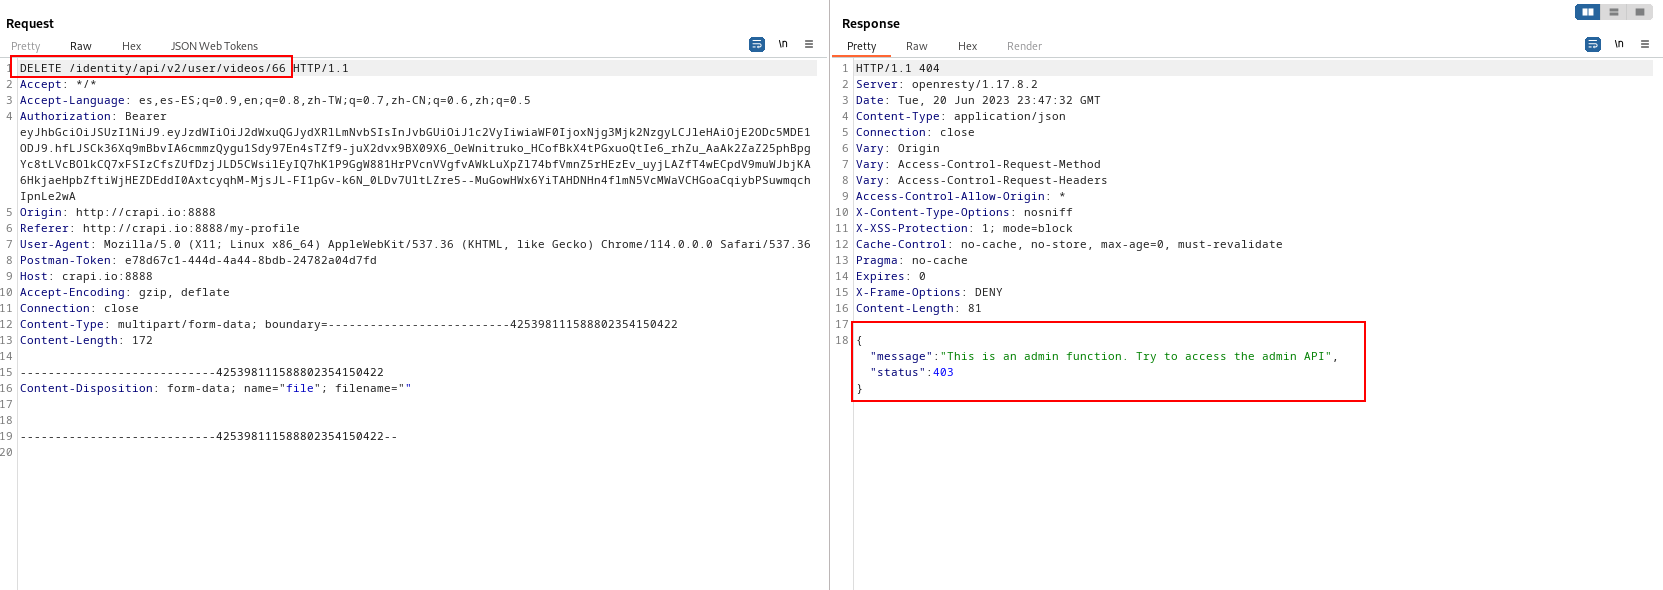 Request
Pretty Raw Hex JSON Web Tokens \n
1 DELETE /identity/api/v2/user/videos/66 HTTP/1.1
2 Accept: */*
3 Accept-Language: es,es-ES;q=0.9,en;q=0.8,zh-TW;q=0.7,zh-CN;q=0.6,zh;q=0.5
4 Authorization: Bearer
eyJhbGciOiJSUzI1NiJ9.eyJzdWIiOiJ2dWxuQGJydXRlLmNvbSIsInJvbGUiOiJ1c2VyIiwiaWF0IjoxNjg3Mjk2NzgyLCJleHAiOjE2ODc5MDE1
ODJ9.hfLJSCk36Xq9mBbvIA6cmmzQygu1Sdy97En4sTZf9-juX2dvx9BX09X6_OeWnitruko_HCofBkX4tPGxuoQtIe6_rhZu_AaAk2ZaZ25phBpg
Yc8tLVcBOlkCQ7xFSIzCfsZUfDzjJLD5CWsilEyIQ7hK1P9GgW881HrPVcnVVgfvAWkLuXpZl74bfVmnZ5rHEzEv_uyjLAZfT4wECpdV9muWJbjKA
6HkjaeHpbZftiWjHEZDEddI0AxtcyqhM-MjsJL-FI1pGv-k6N_0LDv7UltLZre5--MuGowHWx6YiTAHDNHn4flmN5VcMWaVCHGoaCqiybPSuwmqch
IpnLe2wA
5 Origin: http://crapi.io:8888
6 Referer: http://crapi.io:8888/my-profile
7 User-Agent: Mozilla/5.0 (X11; Linux x86_64) AppleWebKit/537.36 (KHTML, like Gecko) Chrome/114.0.0.0 Safari/537.36
8 Postman-Token: e78d67c1-444d-4a44-8bdb-24782a04d7fd
9 Host: crapi.io:8888
10 Accept-Encoding: gzip, deflate
11 Connection: close
12 Content-Type: multipart/form-data; boundary=--------------------------425398111588802354150422
13 Content-Length: 172
14
15 ----------------------------425398111588802354150422
16 Content-Disposition: form-data; name="file"; filename=""
17
18
19 ----------------------------425398111588802354150422--
20
Response
Pretty Raw Hex Render \n
1 HTTP/1.1 404
2 Server: openresty/1.17.8.2
3 Date: Tue, 20 Jun 2023 23:47:32 GMT
4 Content-Type: application/json
5 Connection: close
6 Vary: Origin
7 Vary: Access-Control-Request-Method
8 Vary: Access-Control-Request-Headers
9 Access-Control-Allow-Origin: *
10 X-Content-Type-Options: nosniff
11 X-XSS-Protection: 1; mode=block
12 Cache-Control: no-cache, no-store, max-age=0, must-revalidate
13 Pragma: no-cache
14 Expires: 0
15 X-Frame-Options: DENY
16 Content-Length: 81
17
18 {
"message":"This is an admin function. Try to access the admin API",
"status":403
}